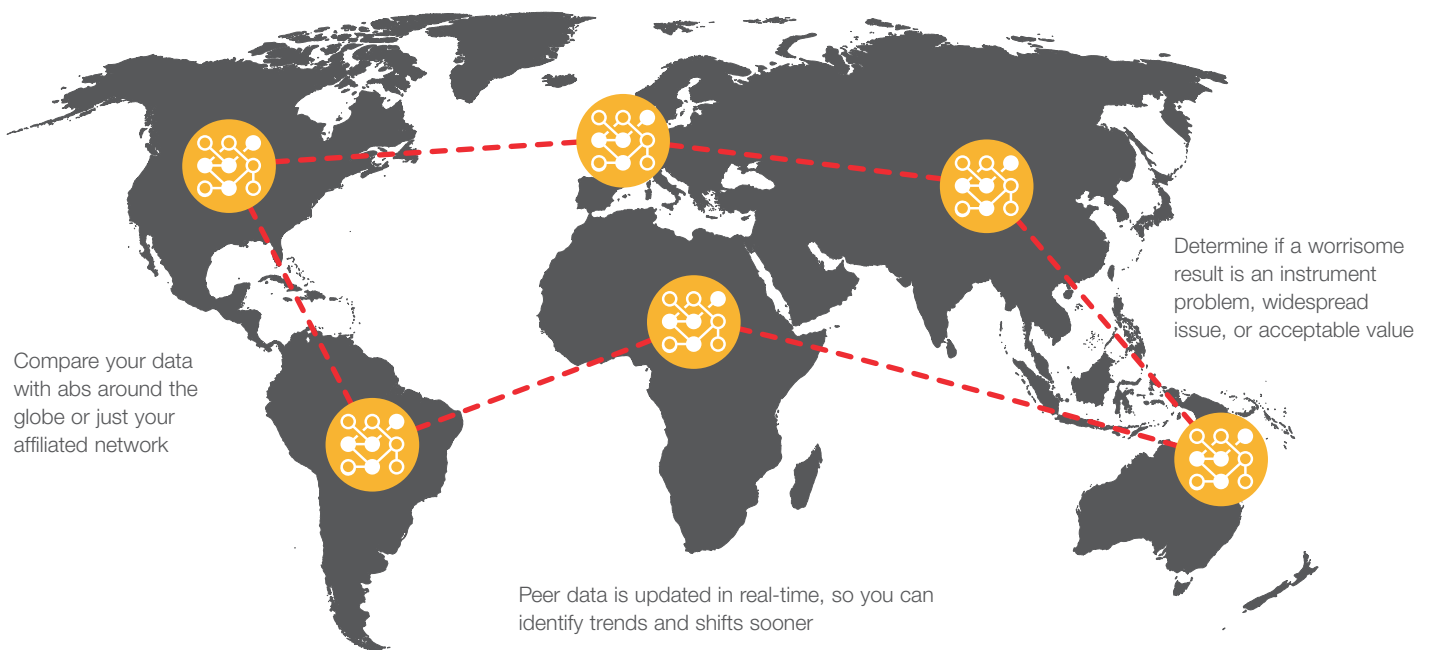 Determine if a worrisome
result is an instrument
problem, widespread
issue, or acceptable value
Compare your data
with abs around the
globe or just your
affiliated network
Peer data is updated in real-time, so you can
identify trends and shifts sooner